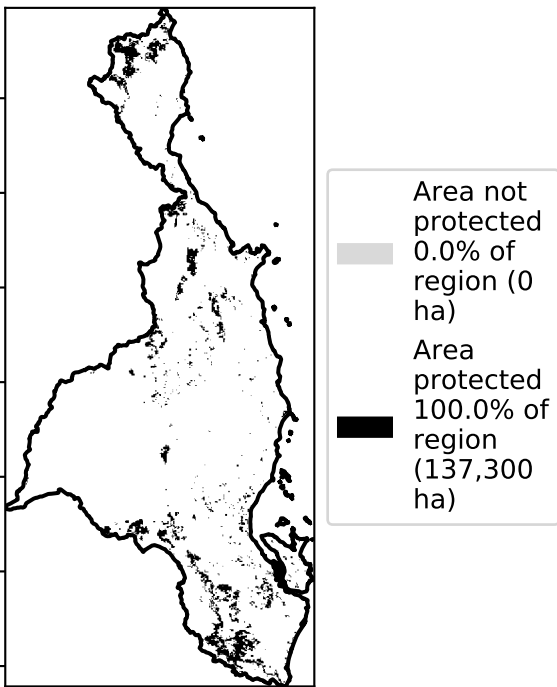 Area not
protected
0.0% of
region (0
ha)
Area
protected
100.0% of
region
(137,300
ha)